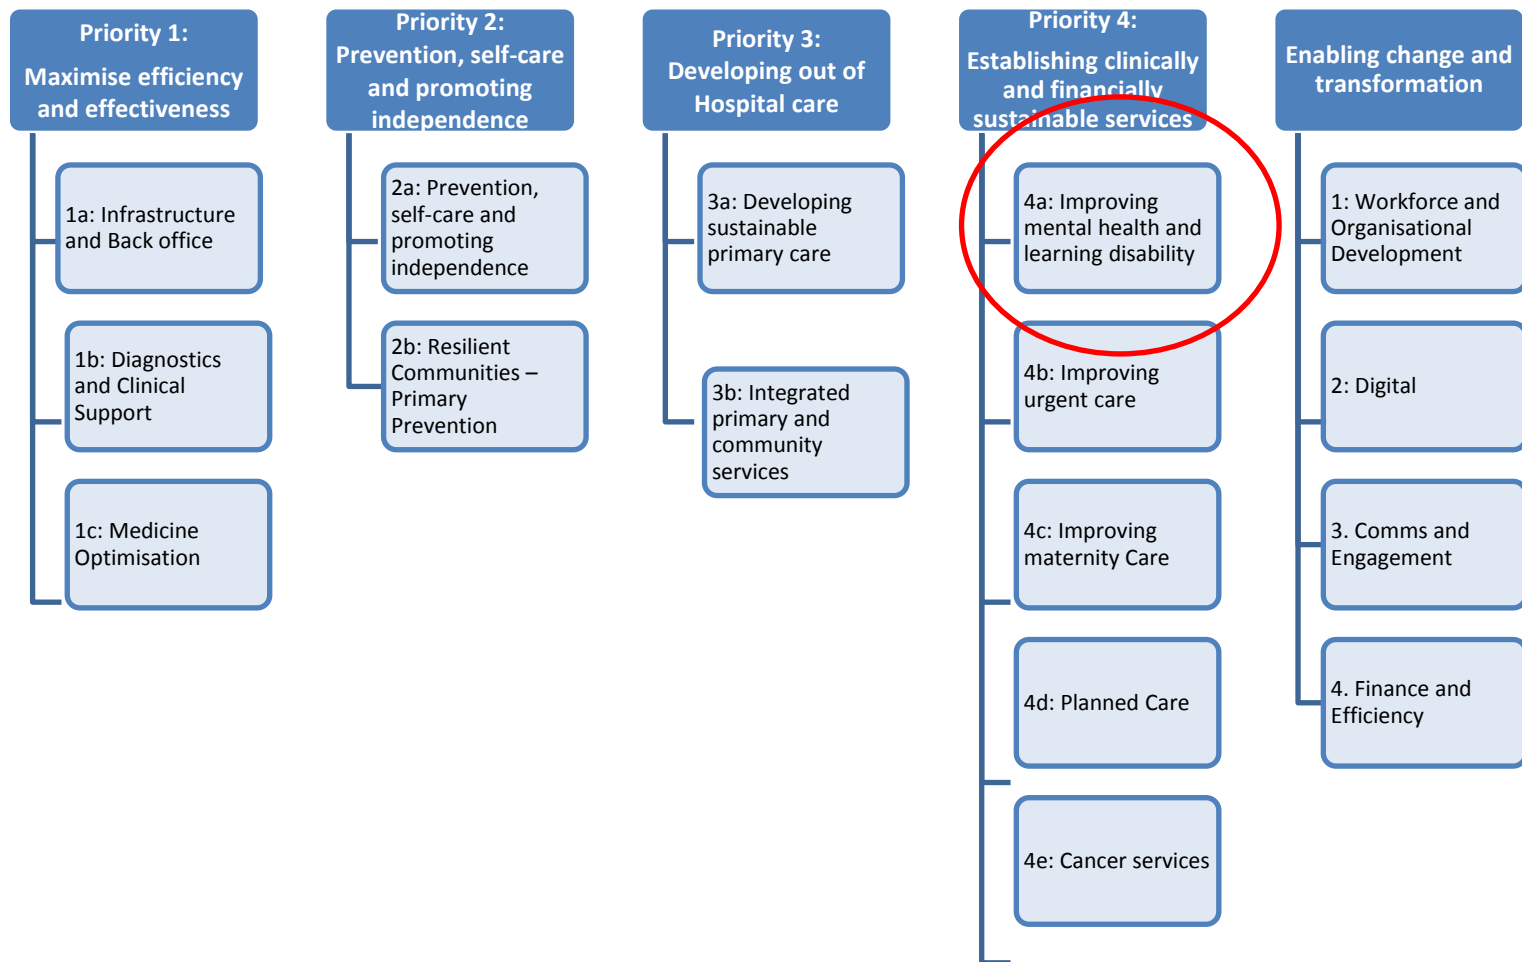 Priority 1:
Maximise efficiency
and effectiveness
1a: Infrastructure
and Back office
1b: Diagnostics
and Clinical
Support
1c: Medicine
Optimisation
Priority 2:
Prevention, self-care
and promoting
independence
2a: Prevention,
self-care and
promoting
independence
2b: Resilient
Communities –
Primary
Prevention
Priority 3:
Developing out of
Hospital care
3a: Developing
sustainable
primary care
3b: Integrated
primary and
community
services
Priority 4:
Establishing clinically
and financially
sustainable services
4a: Improving
mental health and
learning disability
4b: Improving
urgent care
4c: Improving
maternity Care
4d: Planned Care
4e: Cancer services
Enabling change and
transformation
1: Workforce and
Organisational
Development
2: Digital
3. Comms and
Engagement
4. Finance and
Efficiency